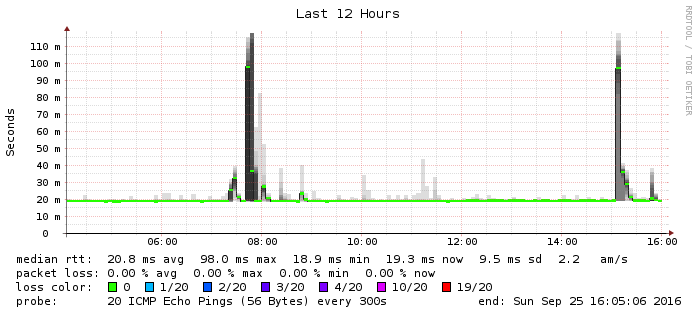 Last 12 Hours
RRDTOOL / TOBI OETIKER
Seconds
110 m
100 m
90 m
80 m
70 m
60 m
50 m
40 m
30 m
20 m
10 m
0
06:00 08:00 10:00 12:00 14:00 16:00
median rtt: 20.8 ms avg 98.0 ms max 18.9 ms min 19.3 ms now 9.5 ms sd 2.2 am/s
packet loss: 0.00 % avg 0.00 % max 0.00 % min 0.00 % now
loss color: 0 1/20 2/20 3/20 4/20 10/20 19/20
probe: 20 ICMP Echo Pings (56 Bytes) every 300s end: Sun Sep 25 16:05:06 2016